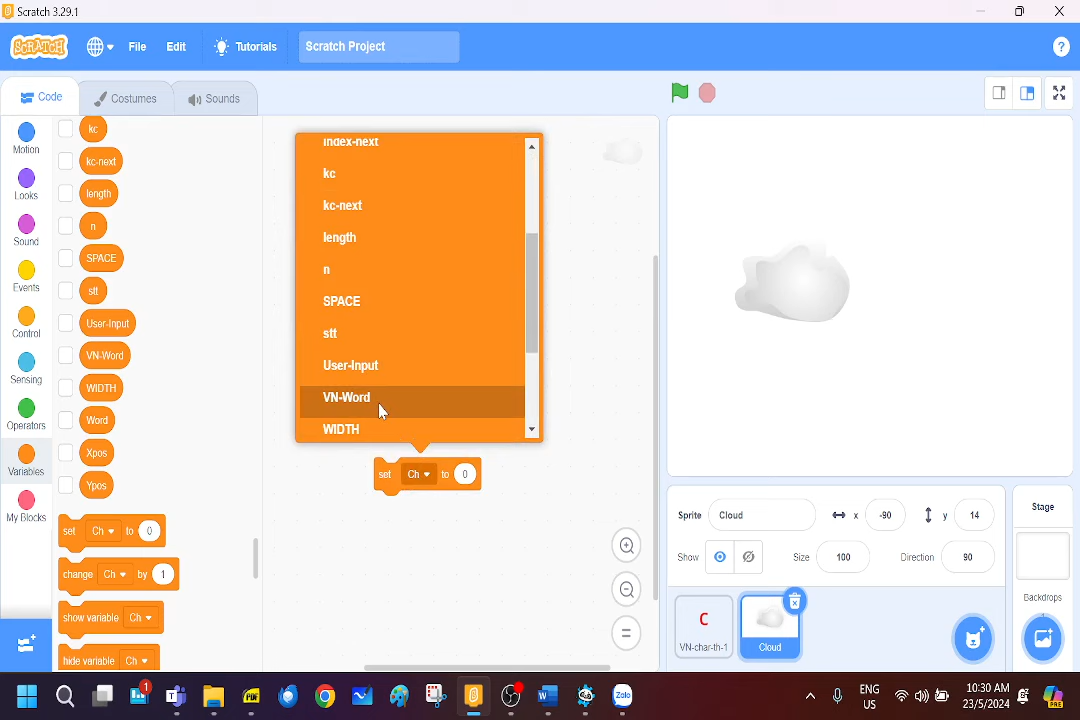 Scratch 3.29.1
SCRATCH File Edit Tutorials Scratch Project ?
Code Costumes Sounds
Motion
Looks
Sound
Events
Control
Sensing
Operators
Variables
My Blocks
kc
kc-next
length
n
SPACE
stt
User-Input
VN-Word
WIDTH
Word
Xpos
Ypos
set Ch to 0
change Ch by 1
show variable Ch
hide variable Ch
index-next
kc
kc-next
length
n
SPACE
stt
User-Input
VN-Word
WIDTH
set Ch to 0
Sprite Cloud x -90 y 14
Show Size 100 Direction 90
C
VN-char-th-1
Cloud
Stage
Backdrops
1
PDF
W
Zalo
ENG
US
10:30 AM
23/5/2024
PRE